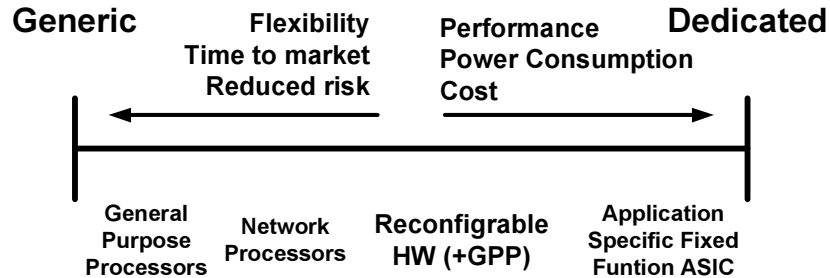 Generic
Flexibility
Time to market
Reduced risk
Performance
Power Consumption
Cost
Dedicated
General
Purpose
Processors
Network
Processors
Reconfigrable
HW (+GPP)
Application
Specific Fixed
Funtion ASIC